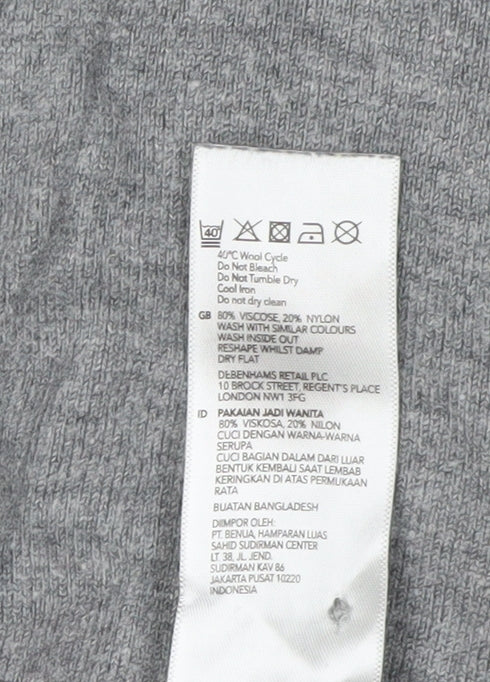 40
40°C Wool Cycle
Do Not Bleach
Do Not Tumble Dry
Cool Iron
Do not dry clean
GB 80% VISCOSE, 20% NYLON
WASH WITH SIMILAR COLOURS
WASH INSIDE OUT
RESHAPE WHILST DAMP
DRY FLAT
DEBENHAMS RETAIL PLC
10 BROCK STREET, REGENT'S PLACE
LONDON NW1 3FG
ID PAKAIAN JADI WANITA
80% VISKOSA, 20% NILON
CUCI DENGAN WARNA-WARNA
SERUPA
CUCI BAGIAN DALAM DARI LUAR
BENTUK KEMBALI SAAT LEMBAB
KERINGKAN DI ATAS PERMUKAAN
RATA
BUATAN BANGLADESH
DIIMPOR OLEH:
PT. BENUA, HAMPARAN LUAS
SAHID SUDIRMAN CENTER
LT. 38, JL. JEND.
SUDIRMAN KAV 86
JAKARTA PUSAT 10220
INDONESIA